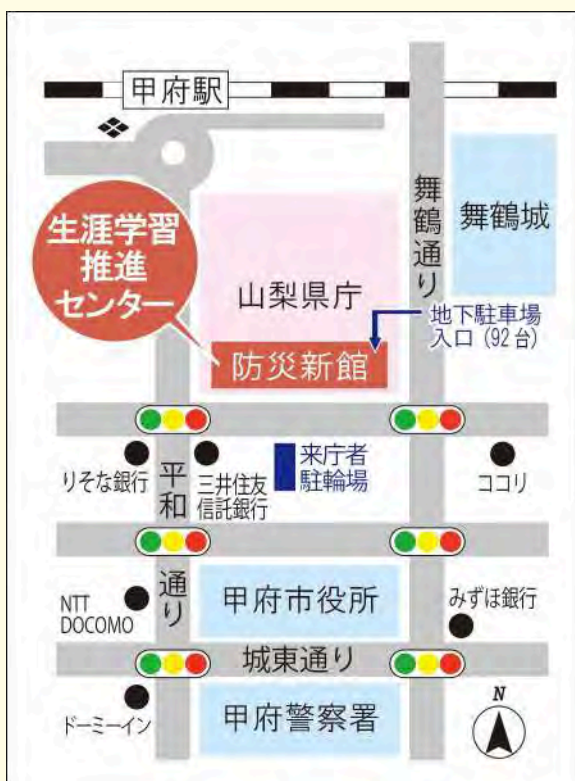 甲府駅
生涯学習
推進
センター
山梨県庁
舞鶴通り
舞鶴城
地下駐車場
入口（92台）
防災新館
りそな銀行
平和通り
三井住友
信託銀行
来庁者
駐輪場
ココリ
NTT
DOCOMO
甲府市役所
みずほ銀行
城東通り
ドーミーイン
甲府警察署
N